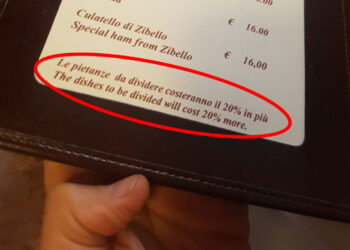 € 16,00
Culatello di Zibello
Special ham from Zibello
€ 16,00
Le pietanze da dividere costeranno il 20% in più
The dishes to be divided will cost 20% more.